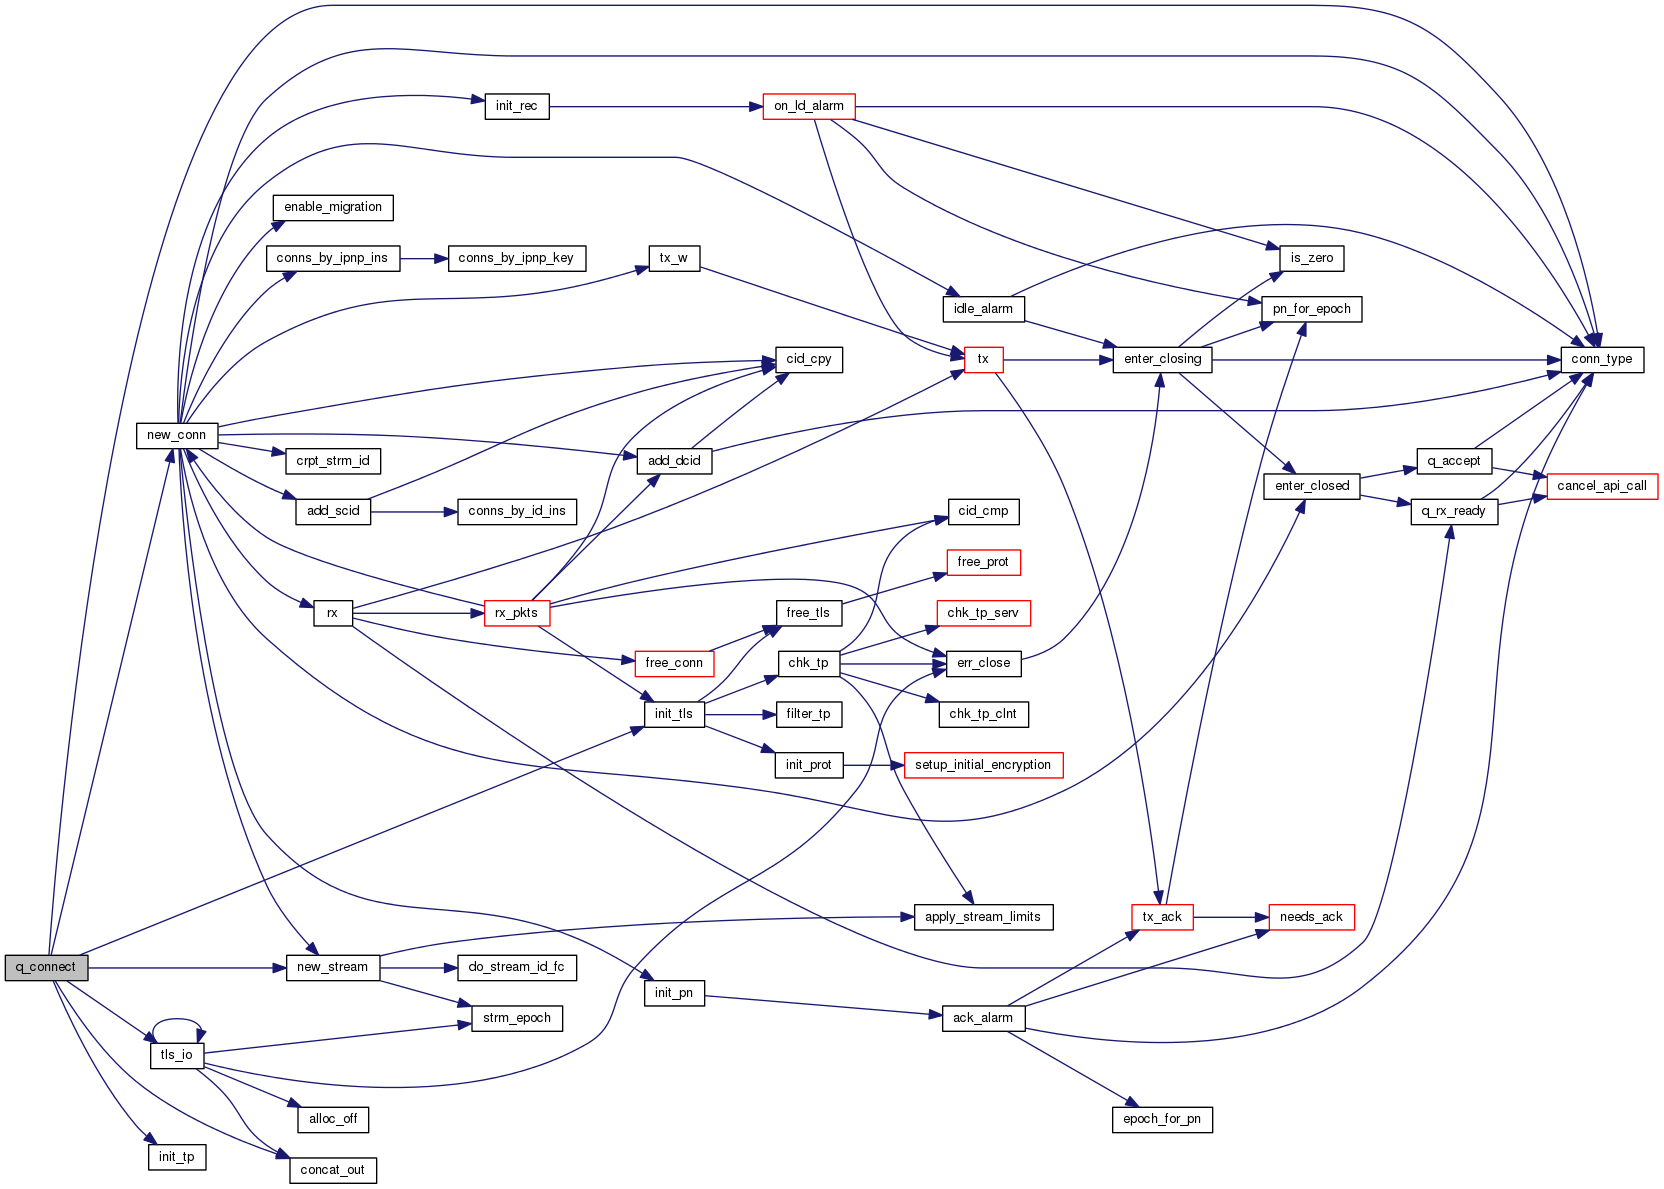 init_rec
on_ld_alarm
enable_migration
conns_by_ipnp_ins
conns_by_ipnp_key
tx_w
is_zero
idle_alarm
pn_for_epoch
cid_cpy
tx
enter_closing
conn_type
new_conn
crpt_strm_id
add_dcid
q_accept
enter_closed
cancel_api_call
add_scid
conns_by_id_ins
cid_cmp
q_rx_ready
free_prot
rx
rx_pkts
free_tls
chk_tp_serv
free_conn
chk_tp
err_close
init_tls
filter_tp
chk_tp_clnt
init_prot
setup_initial_encryption
apply_stream_limits
tx_ack
needs_ack
q_connect
new_stream
do_stream_id_fc
init_pn
strm_epoch
ack_alarm
tls_io
alloc_off
epoch_for_pn
init_tp
concat_out